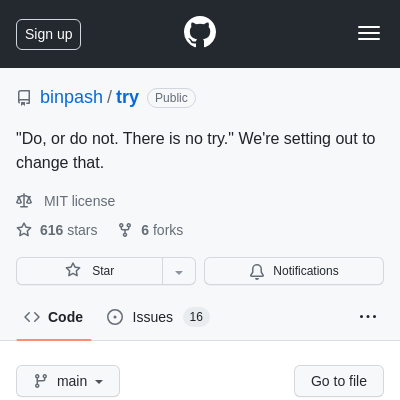 Sign up
binpash / try Public
"Do, or do not. There is no try." We're setting out to
change that.
MIT license
616 stars 6 forks
Star Notifications
Code Issues 16
main Go to file